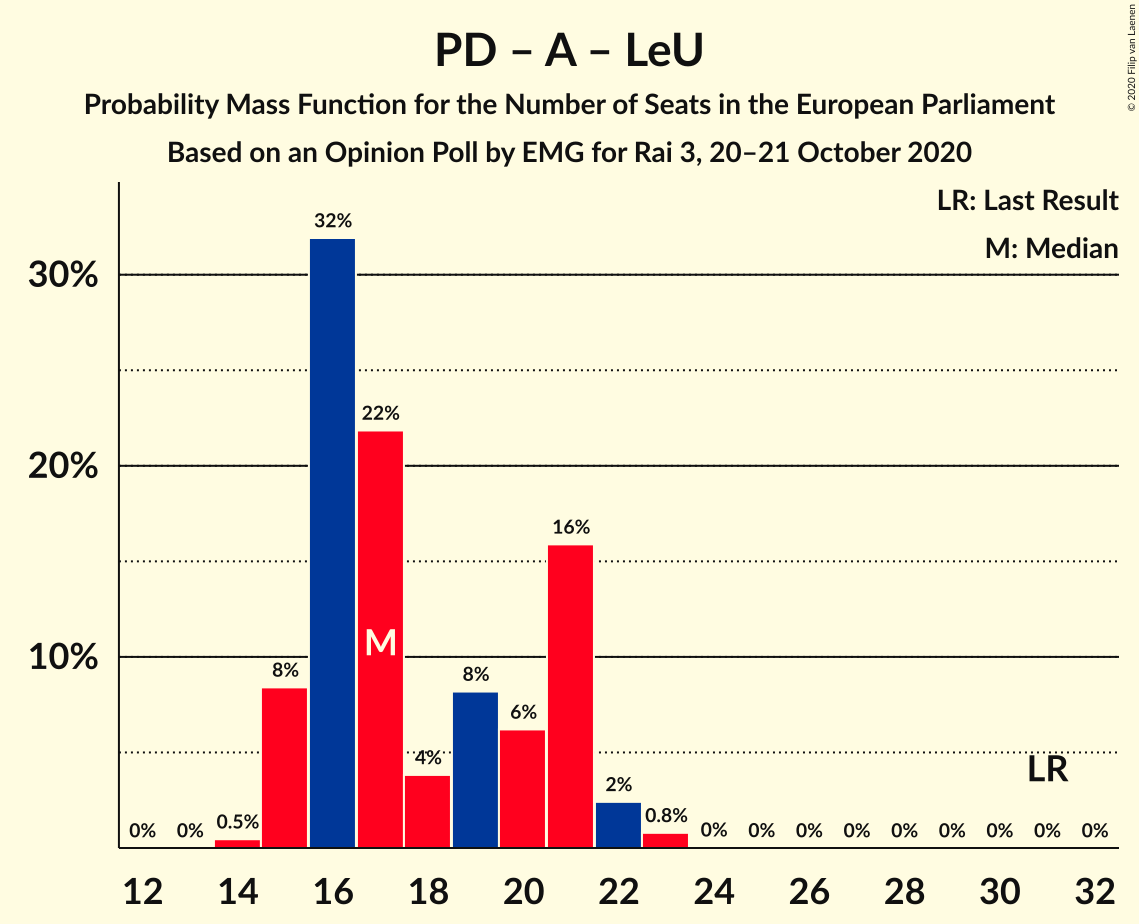 PD – A – LeU
Probability Mass Function for the Number of Seats in the European Parliament
Based on an Opinion Poll by EMG for Rai 3, 20–21 October 2020
© 2020 Filip van Laenen
LR: Last Result
M: Median
30%
20%
10%
0% 0% 0.5% 8% 32% 22% 4% 8% 6% 16% 2% 0.8% 0% 0% 0% 0% 0% 0% 0% 0% 0%
M
LR
12 14 16 18 20 22 24 26 28 30 32